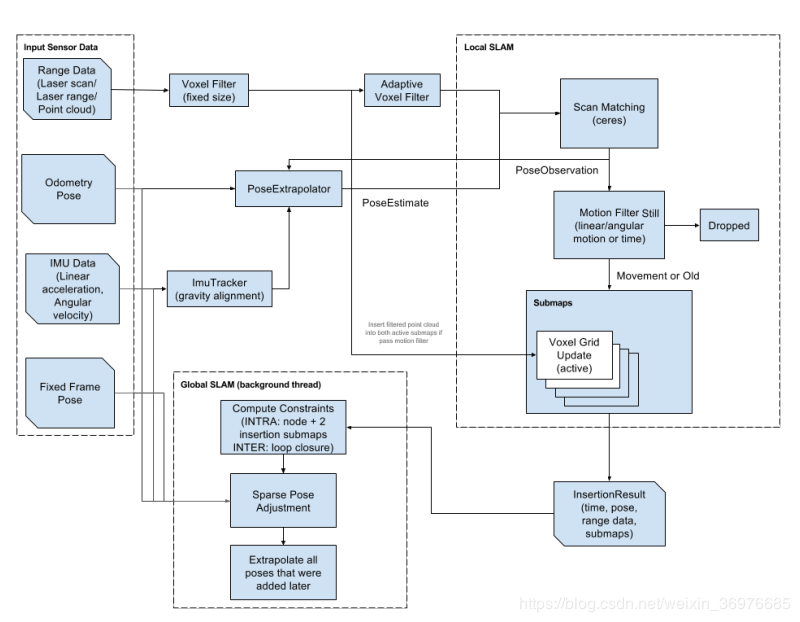 Input Sensor Data
Range Data
(Laser scan/
Laser range/
Point cloud)
Voxel Filter
(fixed size)
Adaptive
Voxel Filter
Local SLAM
Scan Matching
(ceres)
PoseObservation
Odometry
Pose
PoseExtrapolator
PoseEstimate
Motion Filter Still
(linear/angular
motion or time)
Dropped
IMU Data
(Linear
acceleration,
Angular
velocity)
ImuTracker
(gravity alignment)
Movement or Old
Submaps
Insert filtered point cloud
into both active submaps if
pass motion filter
Voxel Grid
Update
(active)
Fixed Frame
Pose
Global SLAM (background thread)
Compute Constraints
(INTRA: node + 2
insertion submaps
INTER: loop closure)
Sparse Pose
Adjustment
Extrapolate all
poses that were
added later
InsertionResult
(time, pose,
range data,
submaps)
https://blog.csdn.net/weixin_36976685